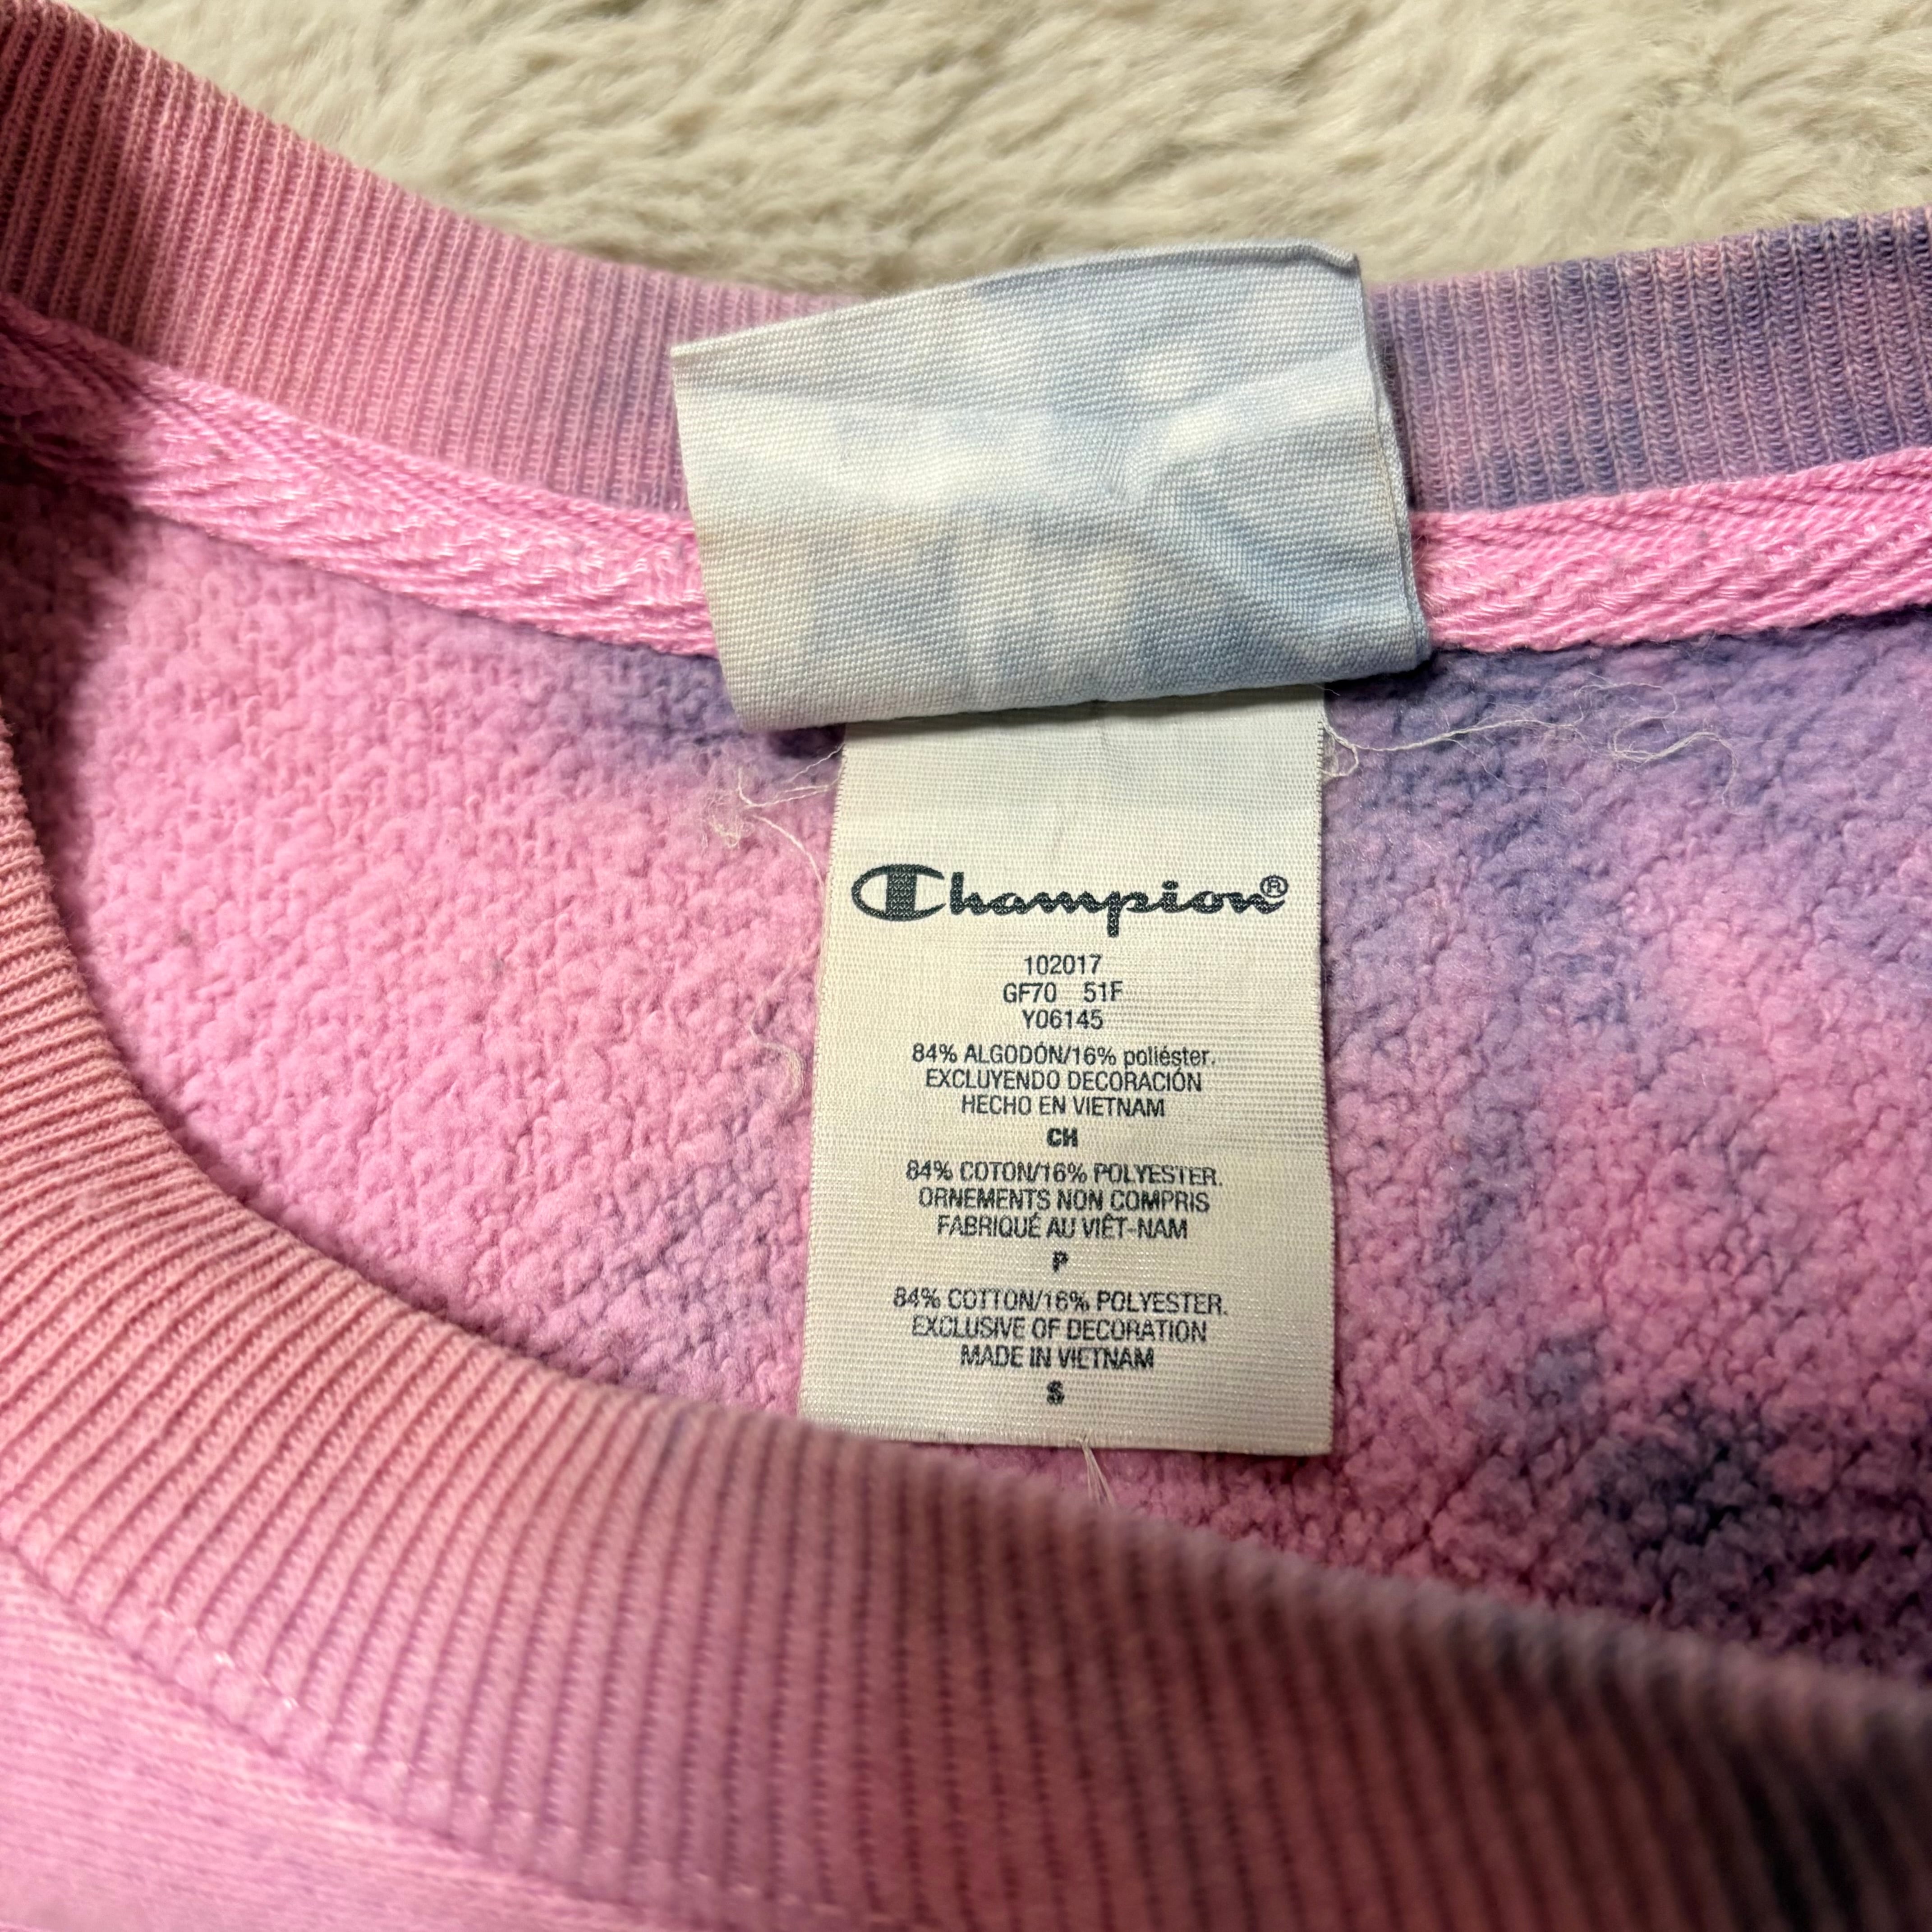 Champion®
102017
GF70 51F
Y06145
84% ALGODÓN/16% poliéster.
EXCLUYENDO DECORACIÓN
HECHO EN VIETNAM
CH
84% COTON/16% POLYESTER.
ORNEMENTS NON COMPRIS
FABRIQUÉ AU VIÊT-NAM
P
84% COTTON/16% POLYESTER.
EXCLUSIVE OF DECORATION
MADE IN VIETNAM
S